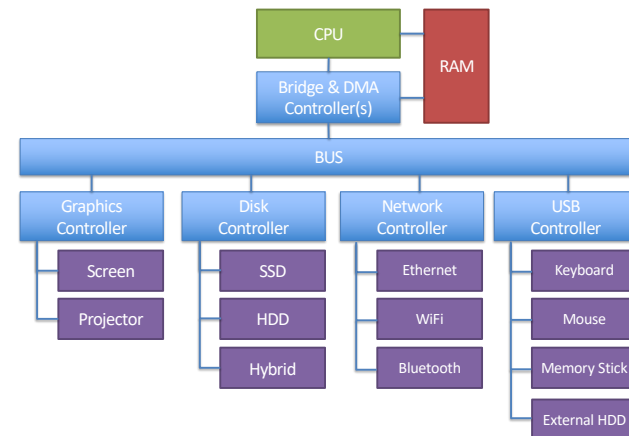 CPU
RAM
Bridge & DMA
Controller(s)
BUS
Graphics
Controller
Disk
Controller
Network
Controller
USB
Controller
Screen
SSD
Ethernet
Keyboard
Projector
HDD
WiFi
Mouse
Hybrid
Bluetooth
Memory Stick
External HDD